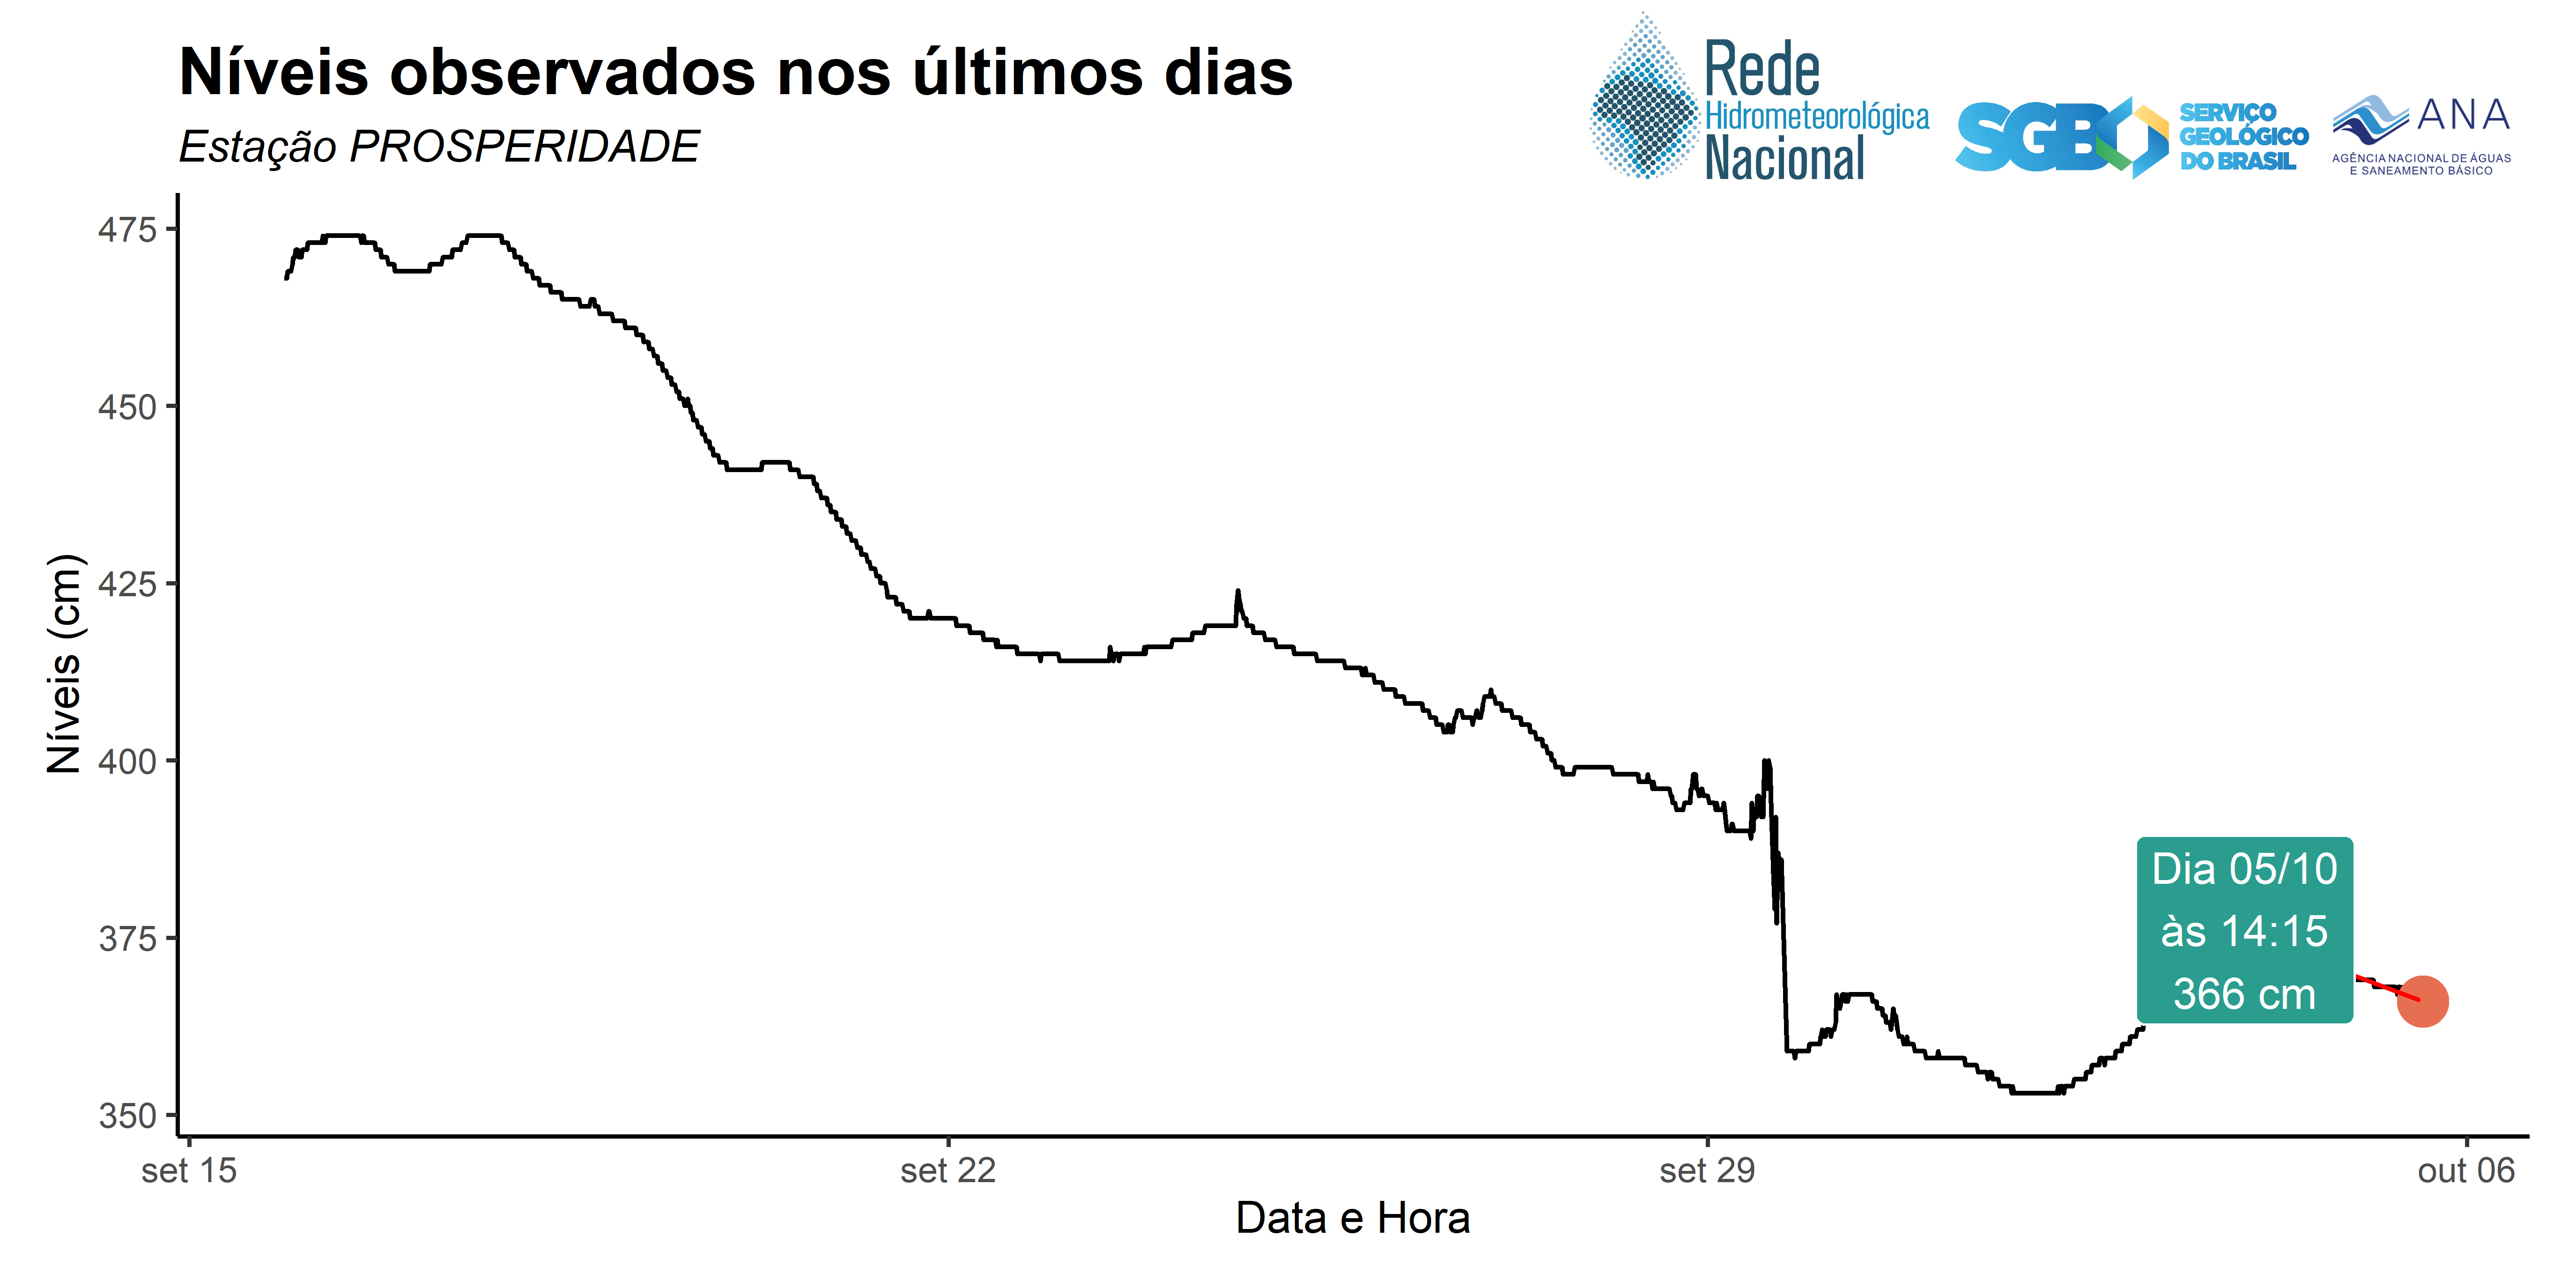 Níveis observados nos últimos dias
Estação PROSPERIDADE
Rede
Hidrometeorológica
Nacional
SGB
SERVIÇO
GEOLÓGICO
DO BRASIL
ANA
AGÊNCIA NACIONAL DE ÁGUAS
E SANEAMENTO BÁSICO
Níveis (cm)
475
450
425
400
375
350
Dia 05/10
às 14:15
366 cm
set 15
set 22
set 29
out 06
Data e Hora